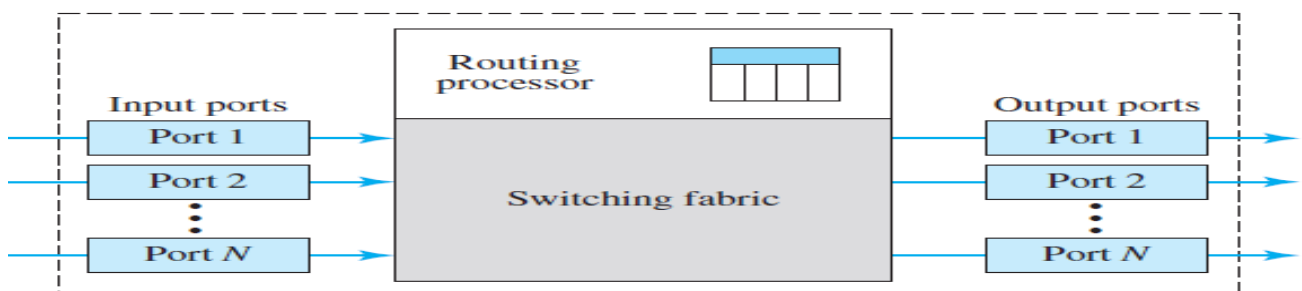 Routing
processor
Input ports
Output ports
Port 1
Port 1
Port 2
Port 2
Switching fabric
Port N
Port N